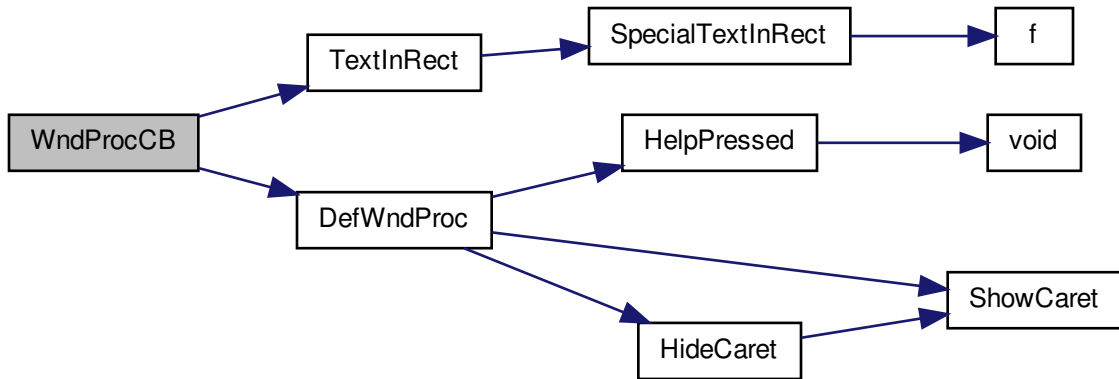 SpecialTextInRect
f
TextInRect
WndProcCB
HelpPressed
void
DefWndProc
ShowCaret
HideCaret